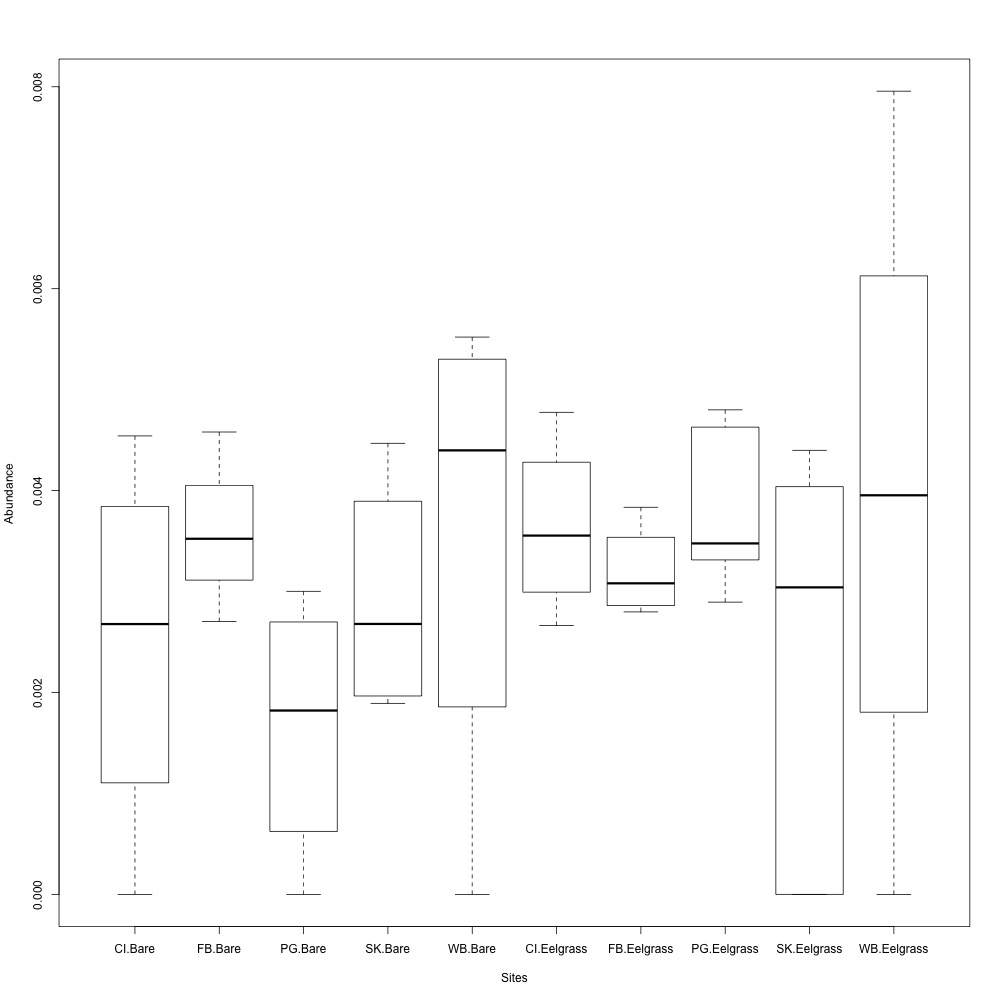 0.008
0.006
0.004
0.002
0.000
Abundance
CI.Bare
FB.Bare
PG.Bare
SK.Bare
WB.Bare
CI.Eelgrass
FB.Eelgrass
PG.Eelgrass
SK.Eelgrass
WB.Eelgrass
Sites